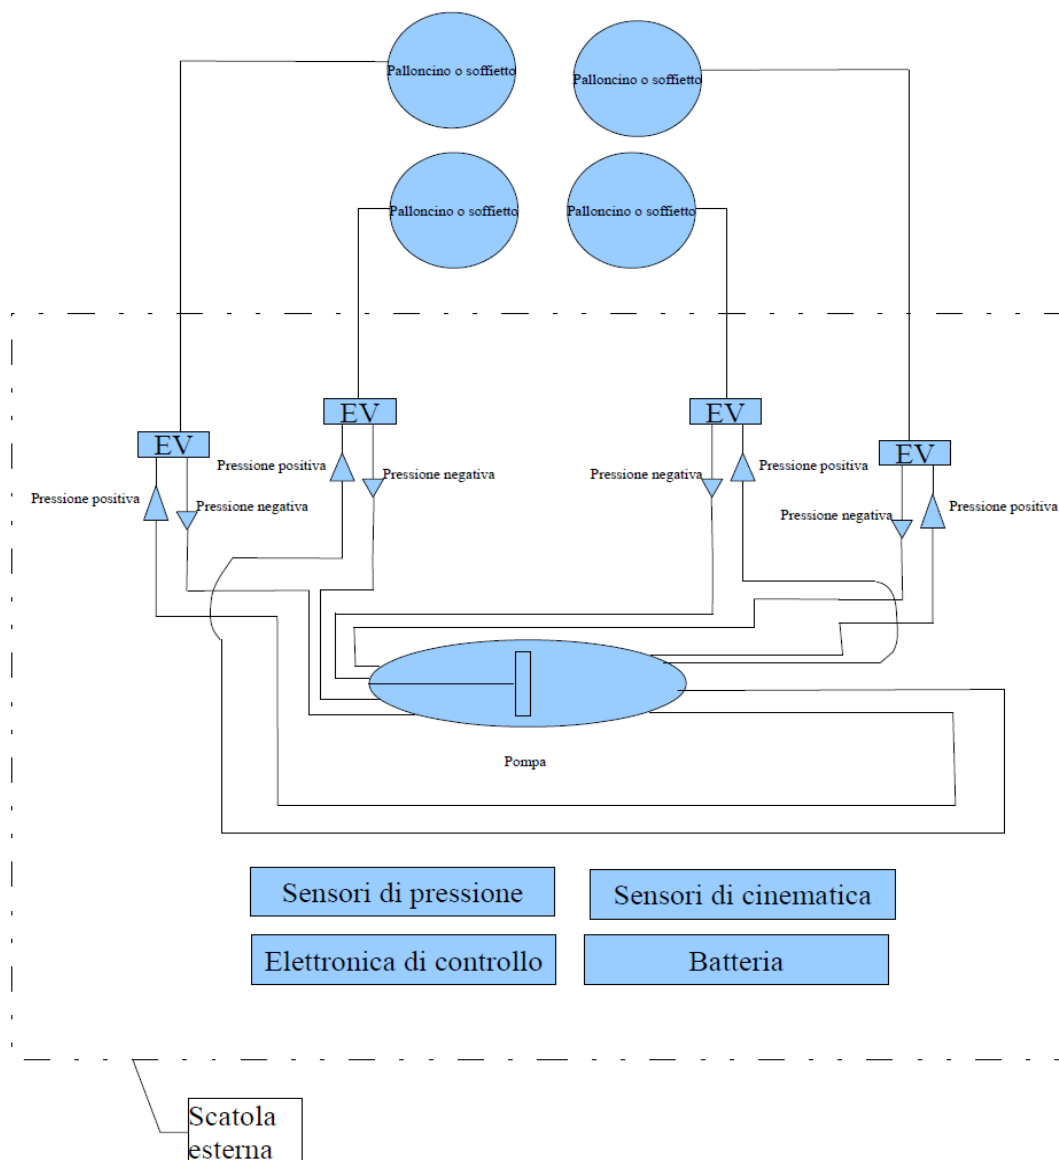 Palloncino o soffietto
Palloncino o soffietto
Palloncino o soffietto
Palloncino o soffietto
EV
EV
EV
EV
Pressione positiva
Pressione negativa
Pressione negativa
Pressione positiva
Pressione positiva
Pressione negativa
Pressione negativa
Pressione positiva
Pompa
Sensori di pressione
Sensori di cinematica
Elettronica di controllo
Batteria
Scatola
esterna